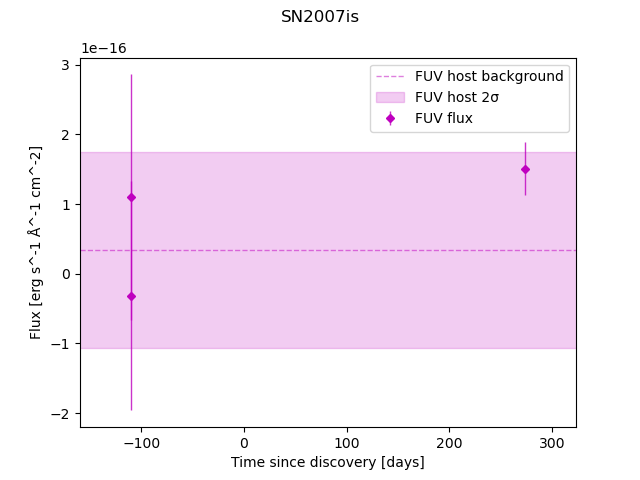 SN2007is
1e−16
FUV host background
FUV host 2σ
FUV flux
3
2
1
0
−1
−2
Flux [erg s^-1 Å^-1 cm^-2]
−100
0
100
200
300
Time since discovery [days]